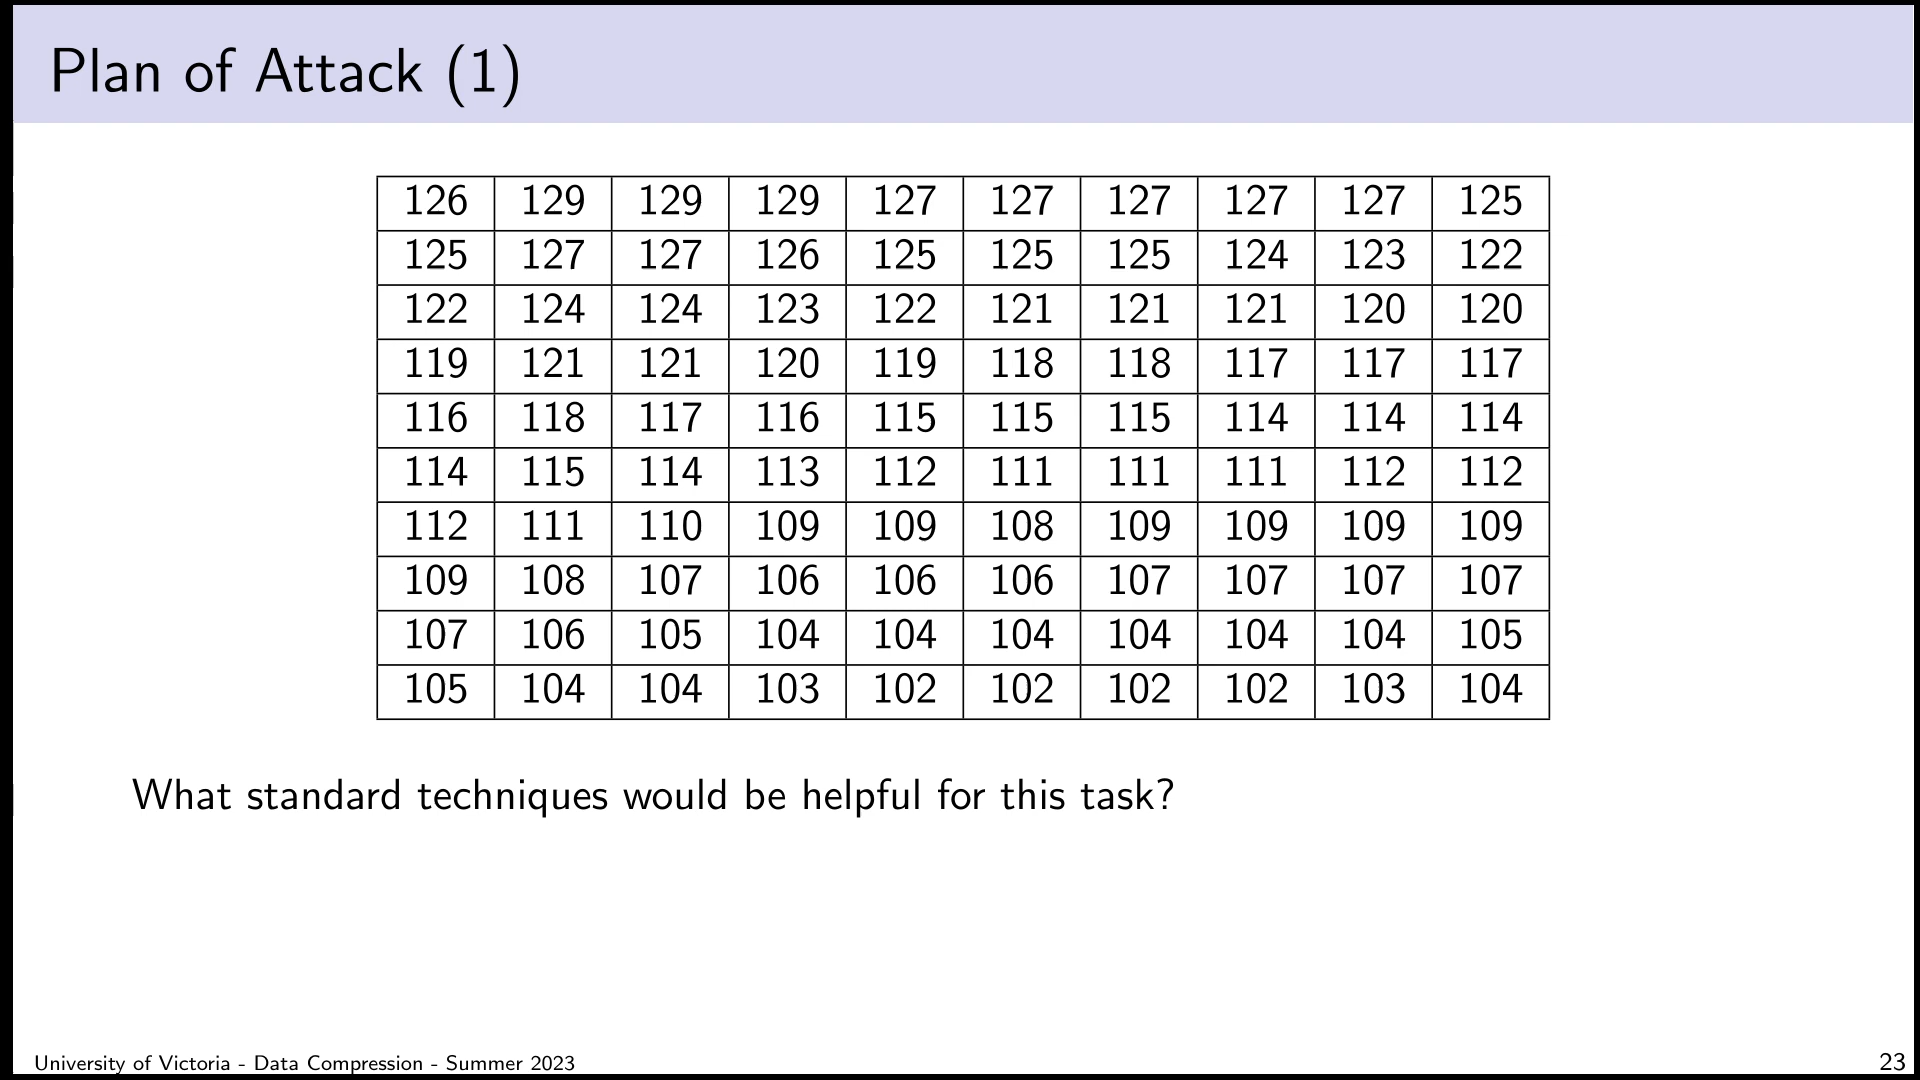 Plan of Attack (1)
126 129 129 129 127 127 127 127 127 125
125 127 127 126 125 125 125 124 123 122
122 124 124 123 122 121 121 121 120 120
119 121 121 120 119 118 118 117 117 117
116 118 117 116 115 115 115 114 114 114
114 115 114 113 112 111 111 111 112 112
112 111 110 109 109 108 109 109 109 109
109 108 107 106 106 106 107 107 107 107
107 106 105 104 104 104 104 104 104 105
105 104 104 103 102 102 102 102 103 104
What standard techniques would be helpful for this task?
University of Victoria - Data Compression - Summer 2023 23